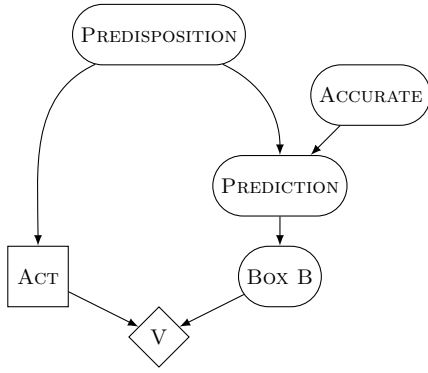 PREDISPOSITION
ACCURATE
PREDICTION
ACT
BOX B
V